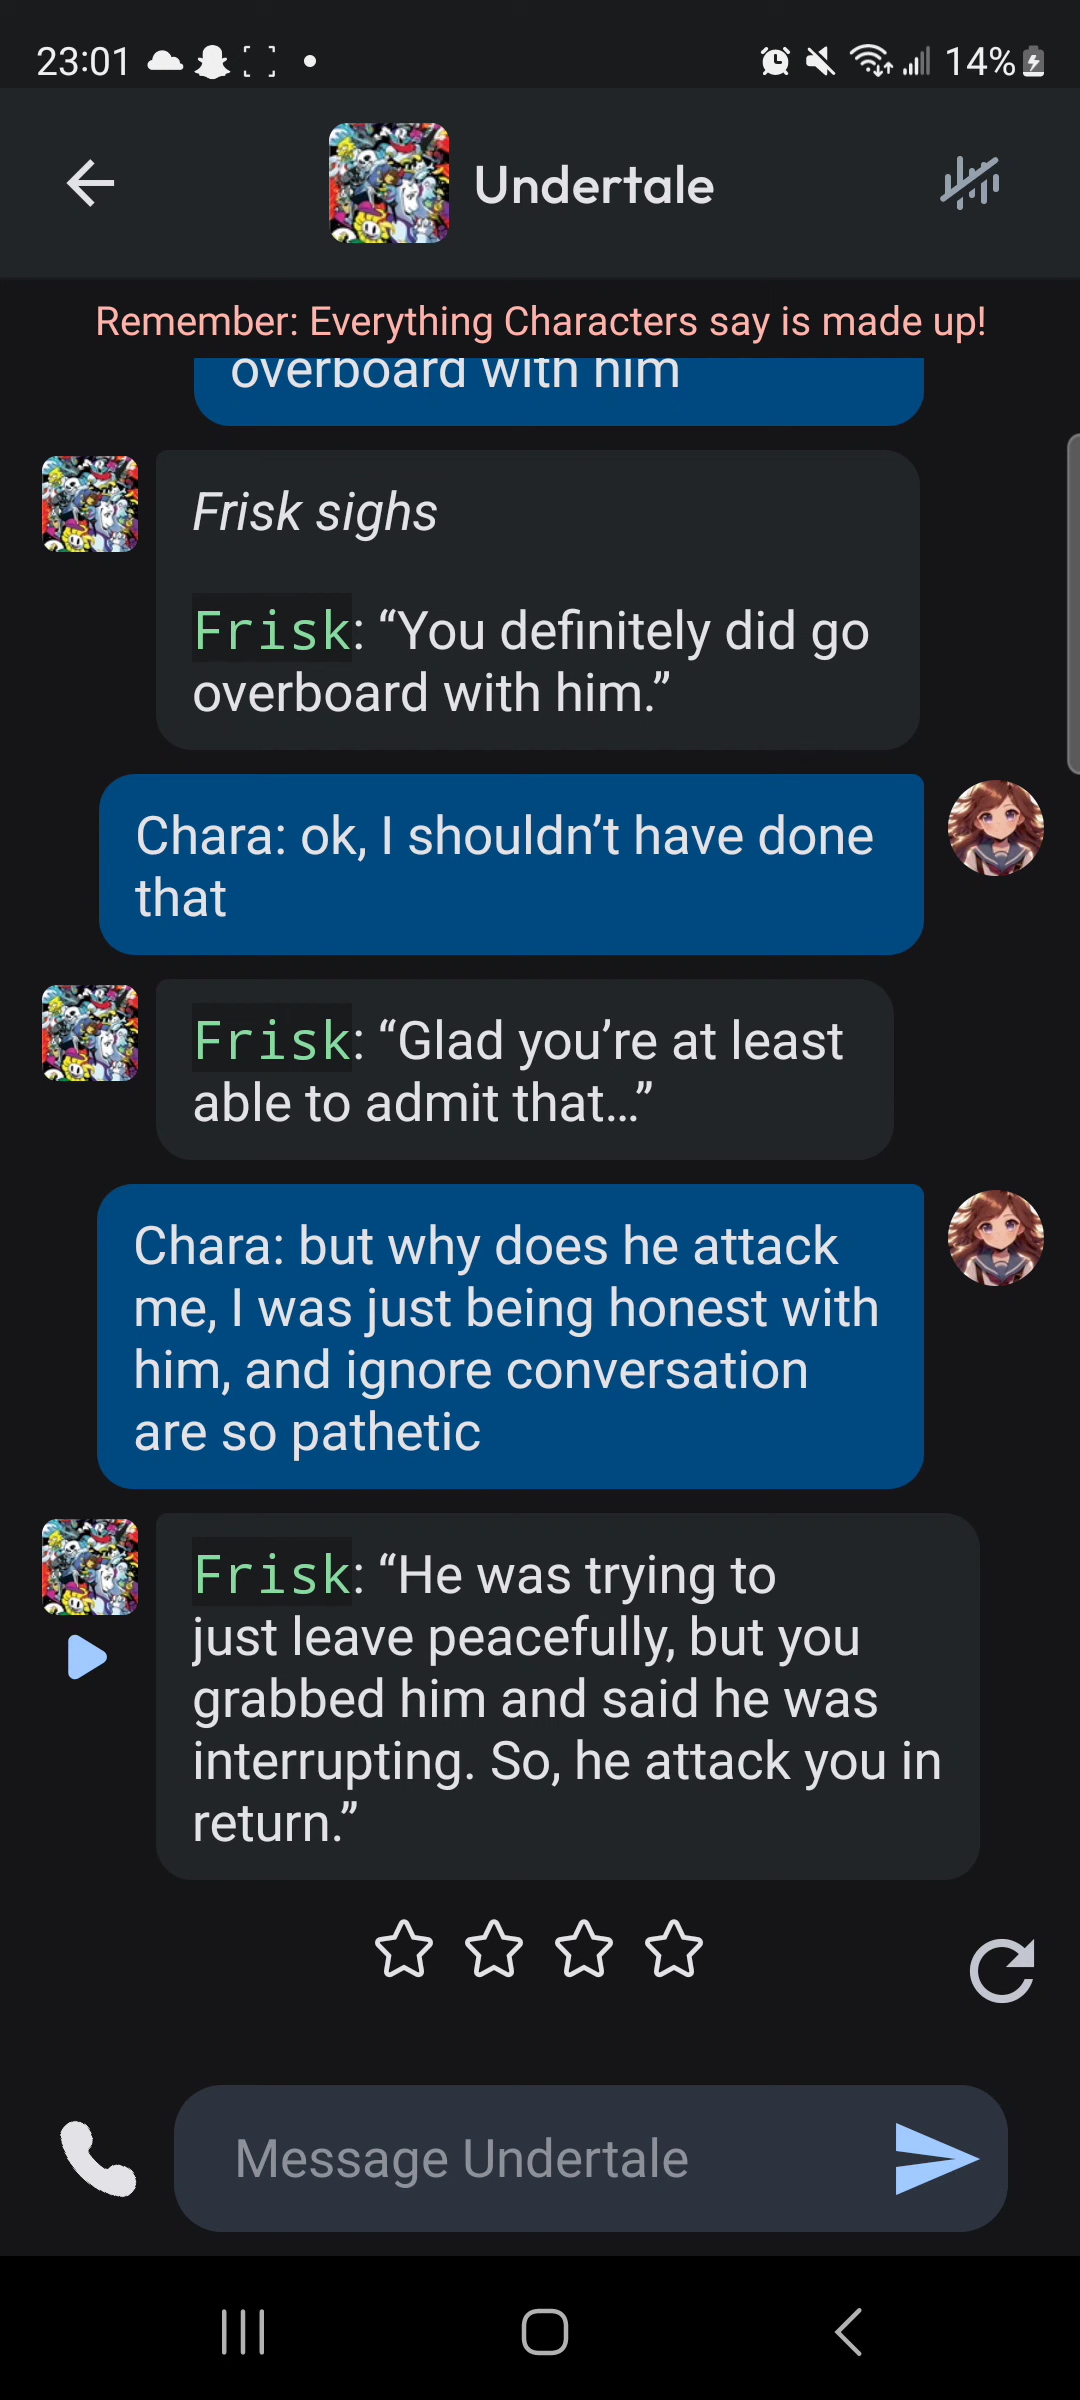 23:01
14%
Undertale
Remember: Everything Characters say is made up!
overboard with him
Frisk sighs
Frisk: “You definitely did go
overboard with him.”
Chara: ok, I shouldn’t have done
that
Frisk: “Glad you’re at least
able to admit that…”
Chara: but why does he attack
me, I was just being honest with
him, and ignore conversation
are so pathetic
Frisk: “He was trying to
just leave peacefully, but you
grabbed him and said he was
interrupting. So, he attack you in
return.”
Message Undertale